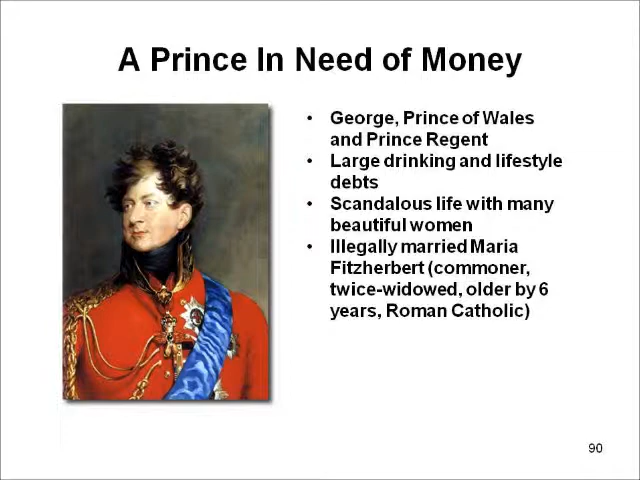 A Prince In Need of Money
• George, Prince of Wales
and Prince Regent
• Large drinking and lifestyle
debts
• Scandalous life with many
beautiful women
• Illegally married Maria
Fitzherbert (commoner,
twice-widowed, older by 6
years, Roman Catholic)
90